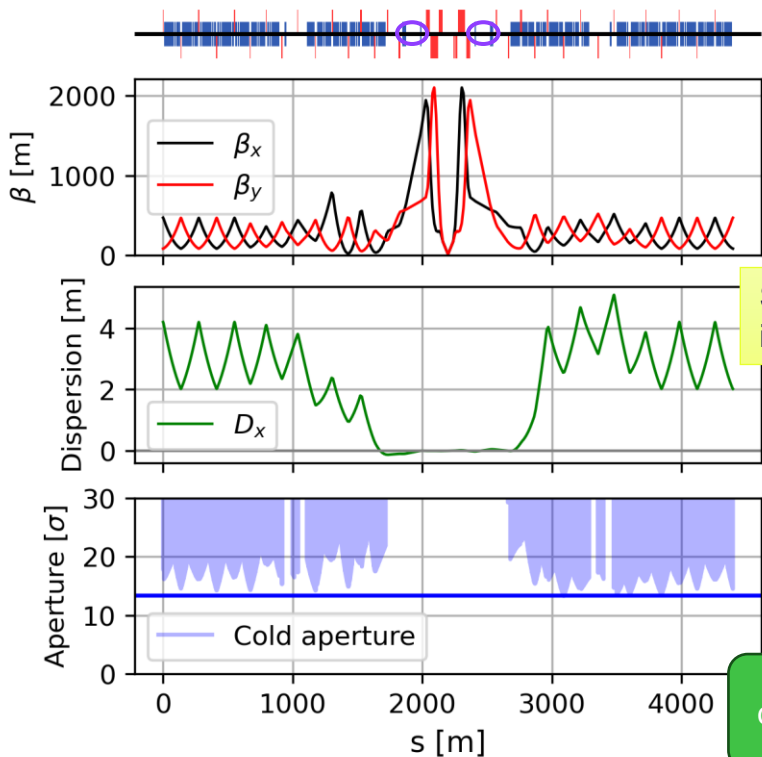 2000
1000
0
β [m]
βx
βy
4
2
0
Dispersion [m]
Dx
30
20
10
0
Aperture [σ]
Cold aperture
0 1000 2000 3000 4000
s [m]